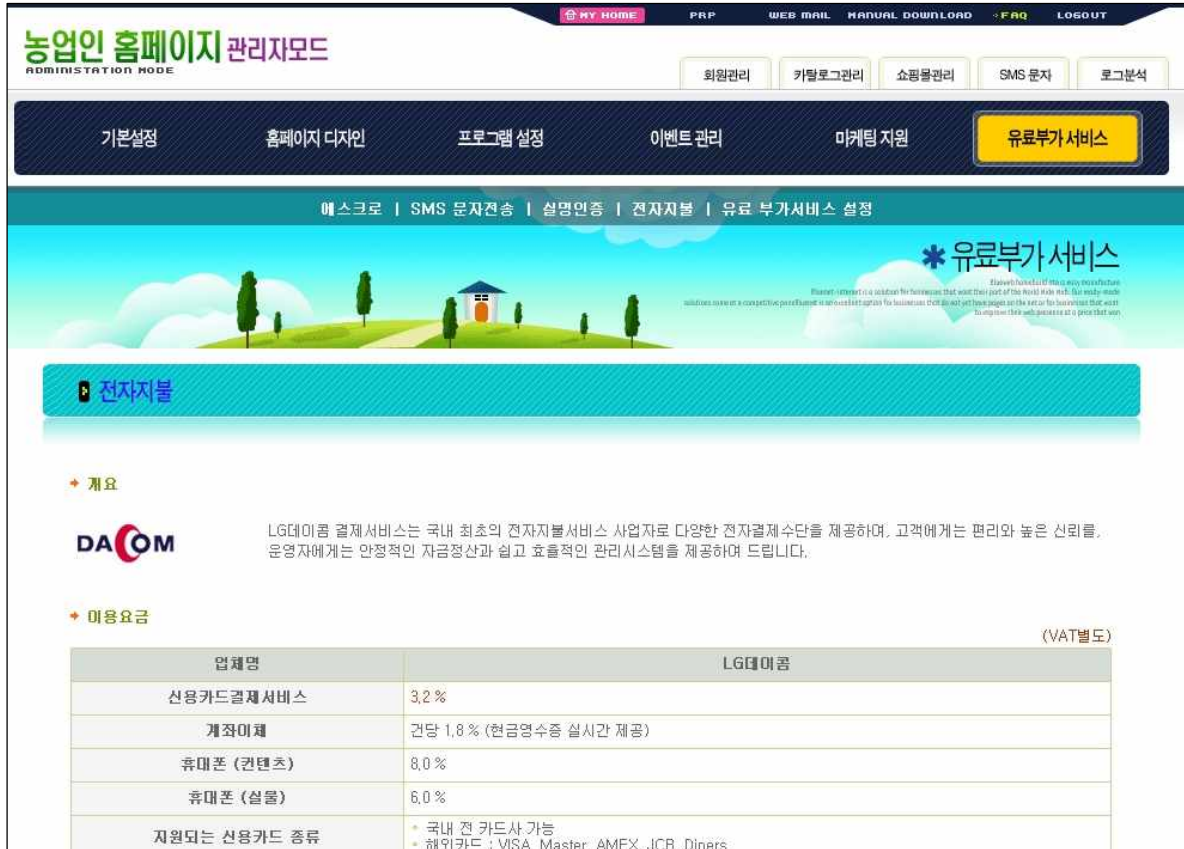 MY HOME PRP WEB MAIL MANUAL DOWNLOAD FAQ LOGOUT
농업인 홈페이지 관리자모드
ADMINISTATION MODE
회원관리 카탈로그관리 쇼핑몰관리 SMS 문자 로그분석
기본설정 홈페이지 디자인 프로그램 설정 이벤트 관리 마케팅 지원 유료부가 서비스
에스크로 | SMS 문자전송 | 실명인증 | 전자지불 | 유료 부가서비스 설정
유료부가 서비스
전자지불
개요
DACOM
LG데이콤 결제서비스는 국내 최초의 전자지불서비스 사업자로 다양한 전자결제수단을 제공하며, 고객에게는 편리와 높은 신뢰를,
운영자에게는 안정적인 자금정산과 쉽고 효율적인 관리시스템을 제공하여 드립니다.
이용요금
(VAT별도)
업체명 LG데이콤
신용카드결제서비스 3,2 %
계좌이체 건당 1,8 % (현금영수증 실시간 제공)
휴대폰 (컨텐츠) 8,0 %
휴대폰 (실물) 6,0 %
지원되는 신용카드 종류
국내 전 카드사 가능
해외카드 : VISA, Master, AMEX, JCB, Diners